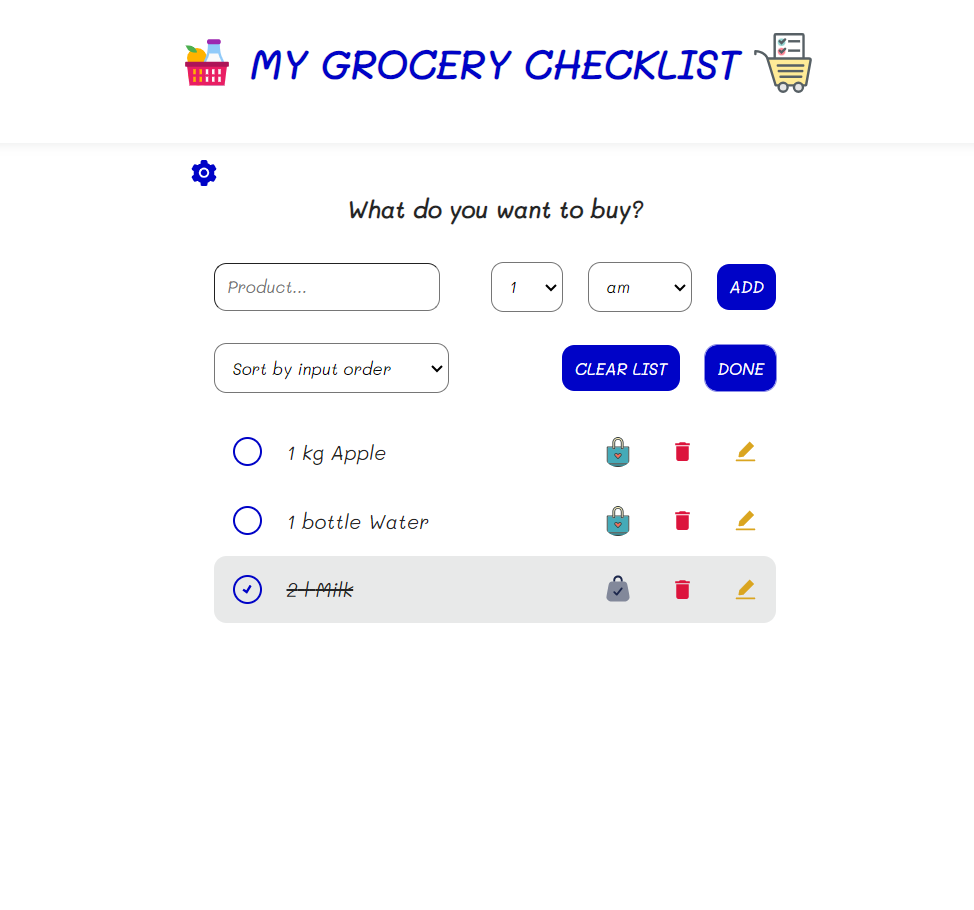 MY GROCERY CHECKLIST
What do you want to buy?
Product...
1
am
ADD
Sort by input order
CLEAR LIST
DONE
1 kg Apple
1 bottle Water
2 l Milk